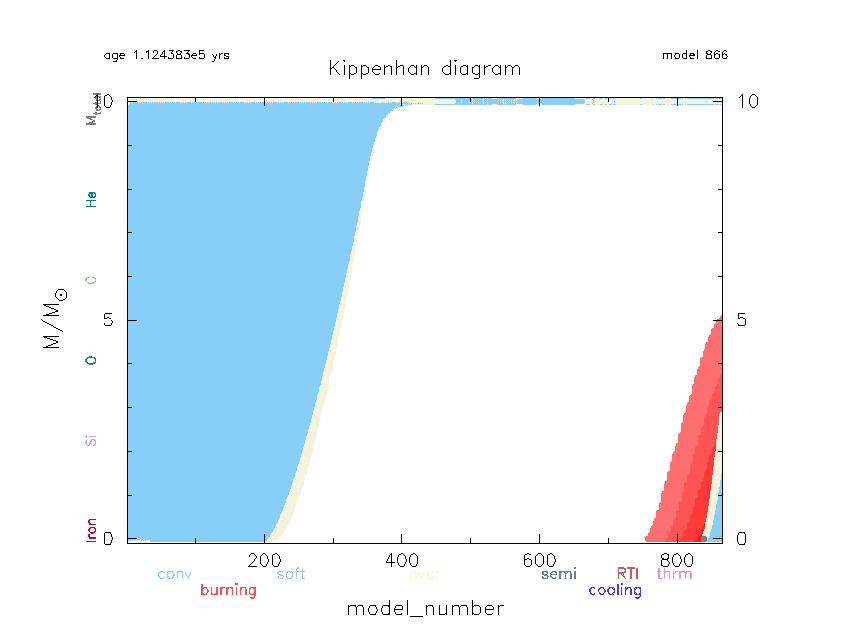 age 1.124383e5 yrs
model 866
Kippenhan diagram
10
10
5
5
0
0
M/M☉
Mtotal
He
C
O
Si
Iron
200
400
600
800
conv
soft
over
semi
RTI
thrm
burning
cooling
model_number